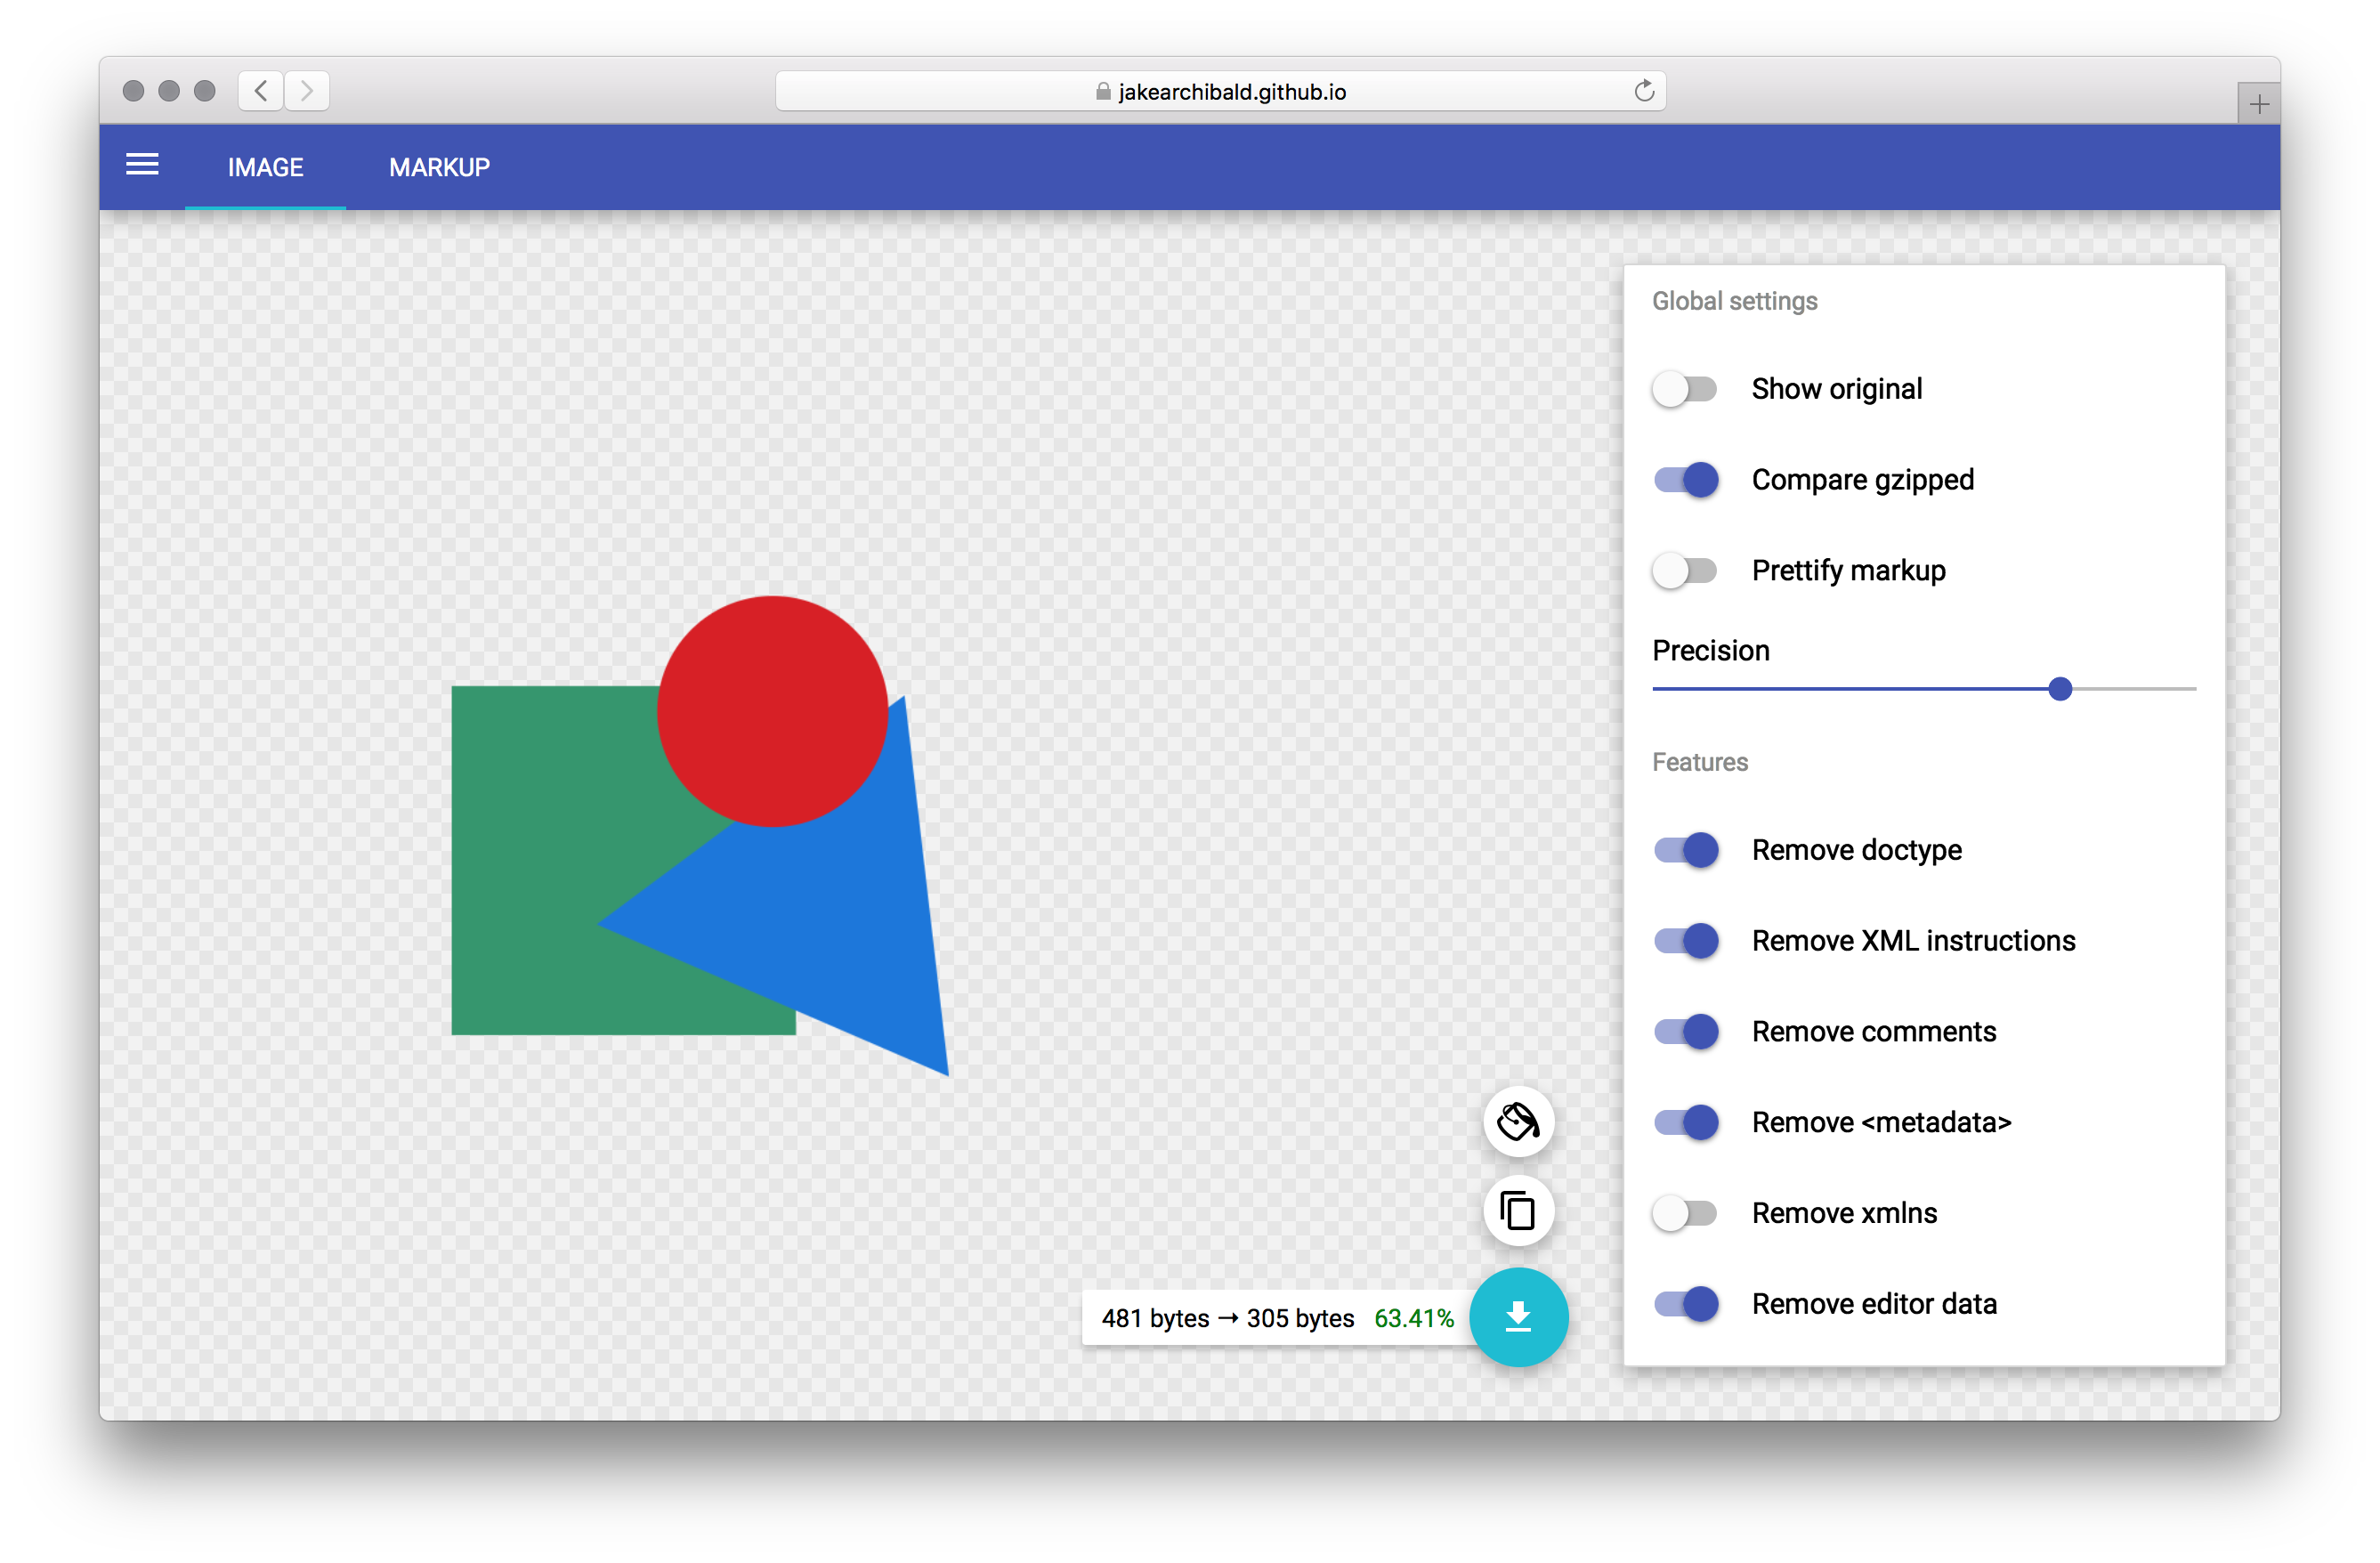 jakearchibald.github.io
IMAGE
MARKUP
Global settings
Show original
Compare gzipped
Prettify markup
Precision
Features
Remove doctype
Remove XML instructions
Remove comments
Remove <metadata>
Remove xmlns
Remove editor data
481 bytes → 305 bytes 63.41%